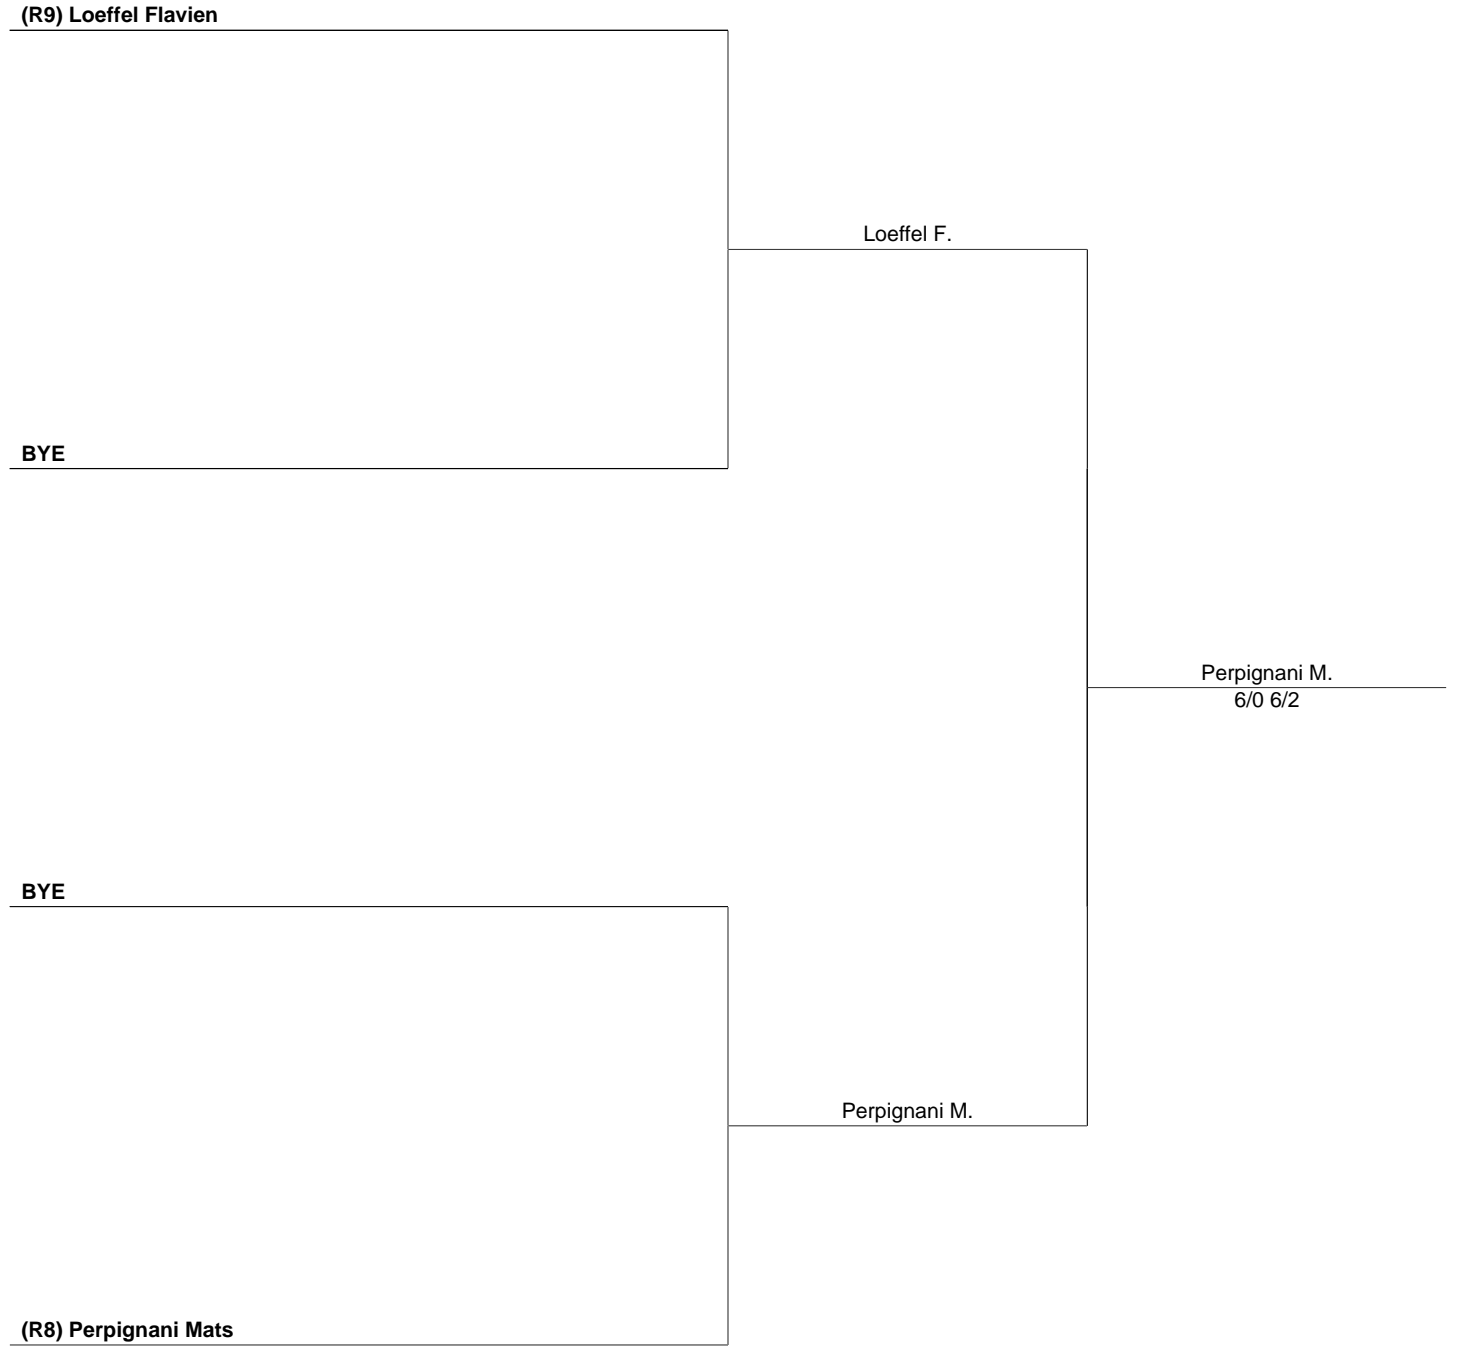 (R9) Loeffel Flavien
Loeffel F.
BYE
Perpignani M.
6/0 6/2
BYE
Perpignani M.
(R8) Perpignani Mats